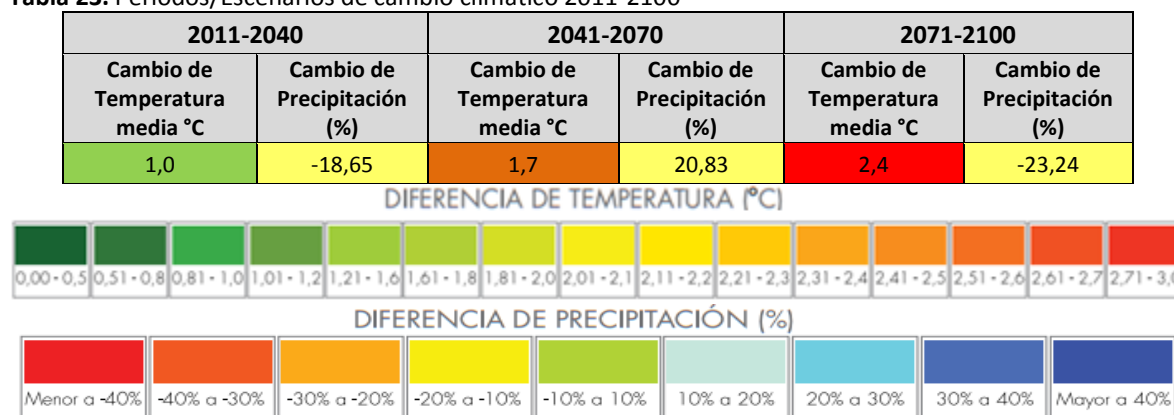 Tabla 25. Períodos/Escenarios de cambio climático 2011-2100
2011-2040 2041-2070 2071-2100
Cambio de Temperatura media °C Cambio de Precipitación (%) Cambio de Temperatura media °C Cambio de Precipitación (%) Cambio de Temperatura media °C Cambio de Precipitación (%)
1,0 -18,65 1,7 20,83 2,4 -23,24
DIFERENCIA DE TEMPERATURA (°C)
0,00 - 0,5 0,51 - 0,8 0,81 - 1,0 1,01 - 1,2 1,21 - 1,6 1,61 - 1,8 1,81 - 2,0 2,01 - 2,1 2,11 - 2,2 2,21 - 2,3 2,31 - 2,4 2,41 - 2,5 2,51 - 2,6 2,61 - 2,7 2,71 - 3,0
DIFERENCIA DE PRECIPITACIÓN (%)
Menor a -40% -40% a -30% -30% a -20% -20% a -10% -10% a 10% 10% a 20% 20% a 30% 30% a 40% Mayor a 40%